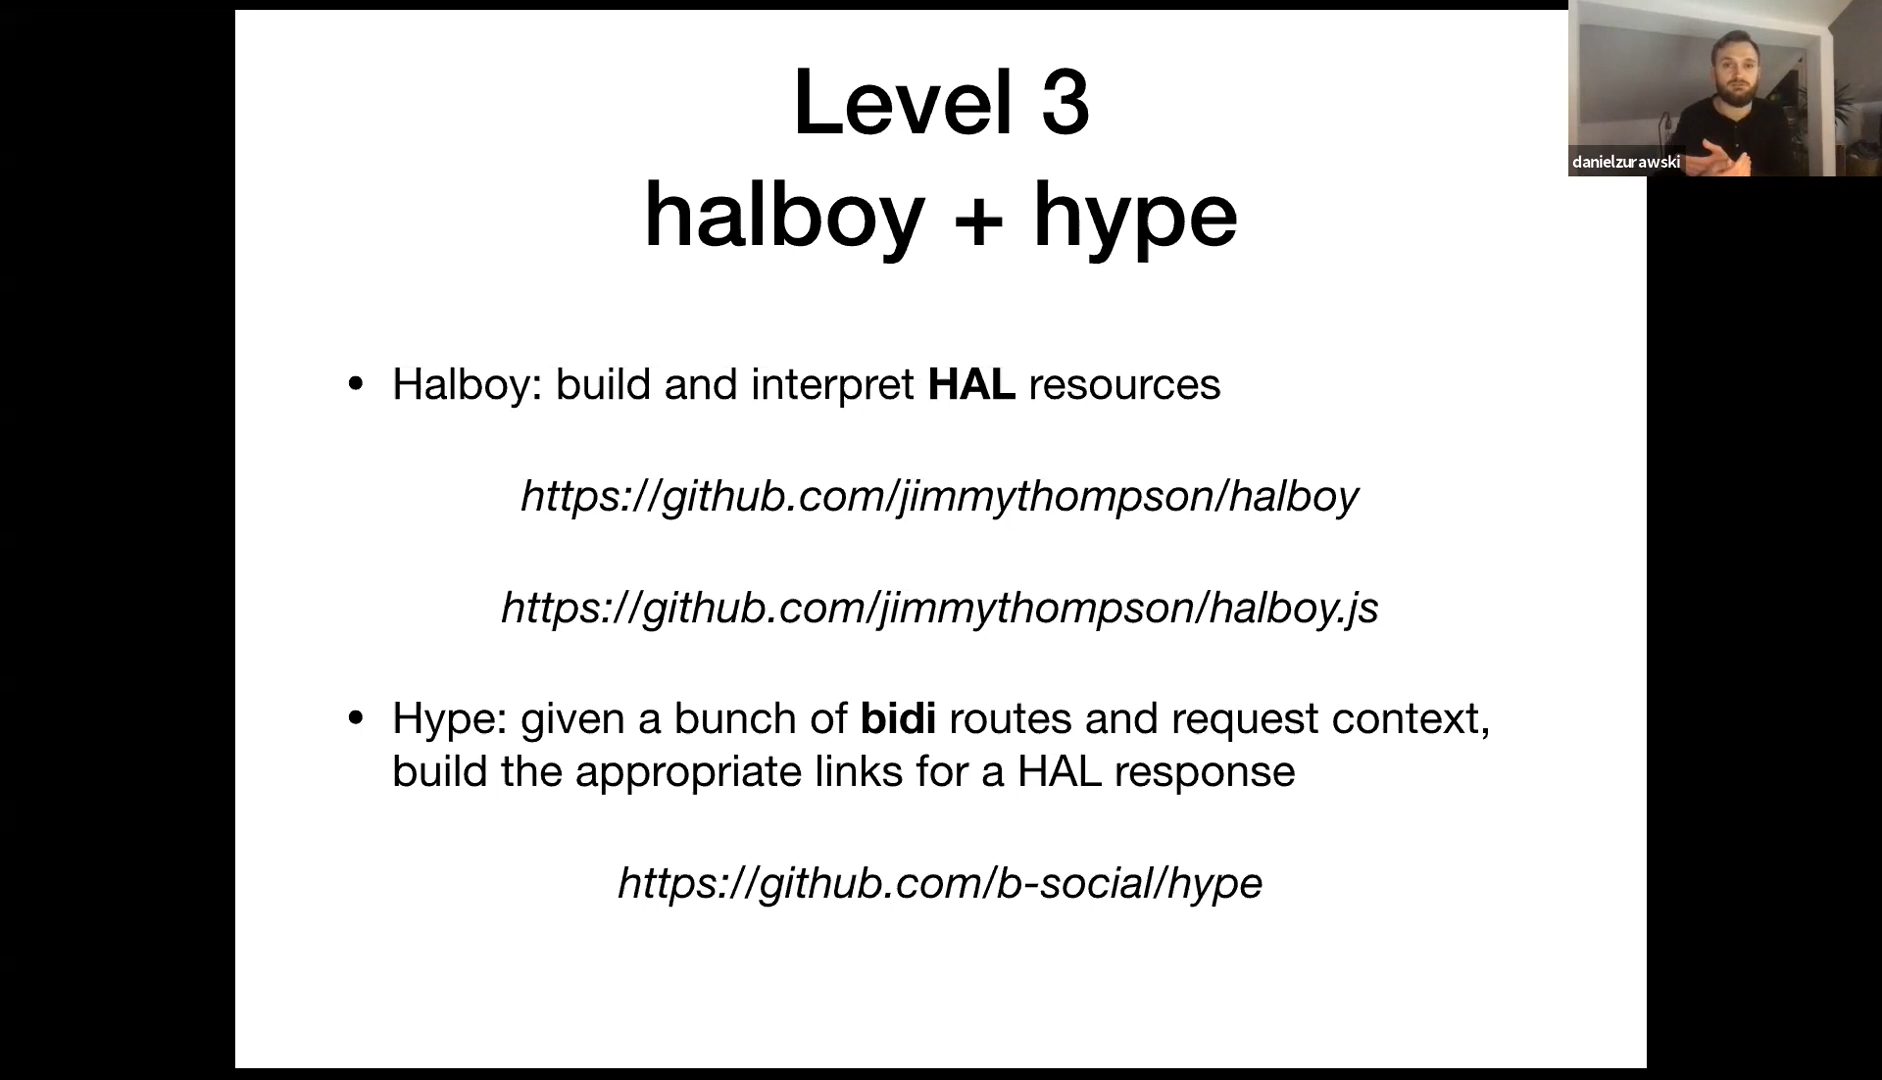 Level 3
halboy + hype
danielzurawski
• Halboy: build and interpret HAL resources
https://github.com/jimmythompson/halboy
https://github.com/jimmythompson/halboy.js
• Hype: given a bunch of bidi routes and request context,
build the appropriate links for a HAL response
https://github.com/b-social/hype